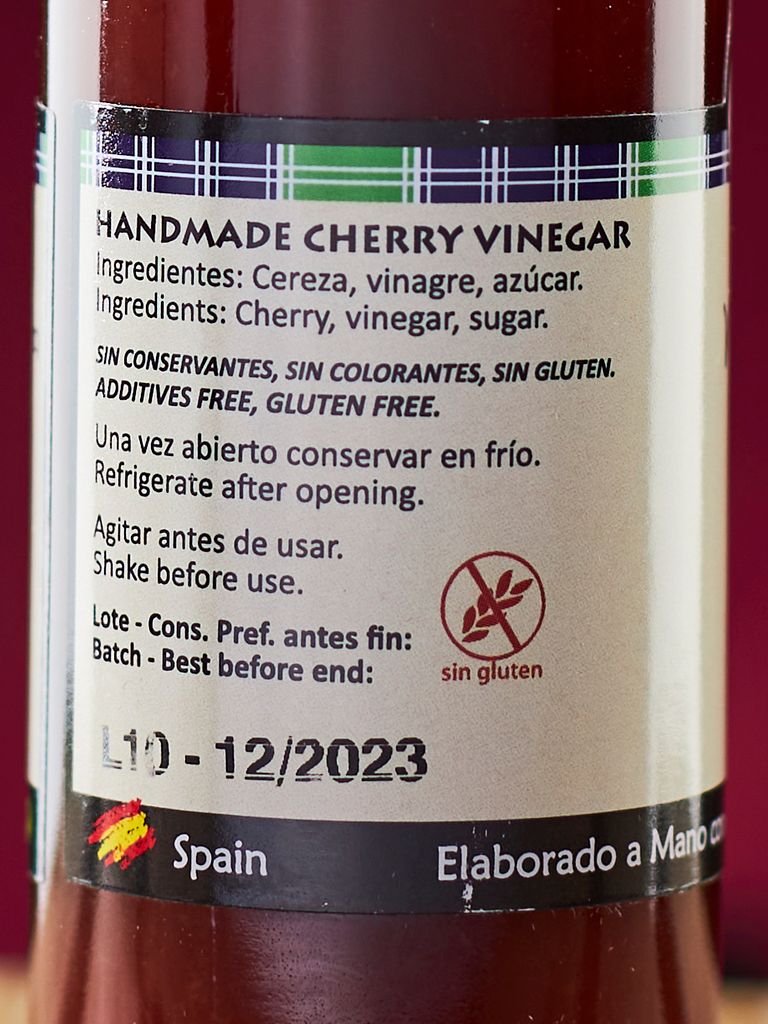 HANDMADE CHERRY VINEGAR
Ingredientes: Cereza, vinagre, azúcar.
Ingredients: Cherry, vinegar, sugar.
SIN CONSERVANTES, SIN COLORANTES, SIN GLUTEN.
ADDITIVES FREE, GLUTEN FREE.
Una vez abierto conservar en frío.
Refrigerate after opening.
Agitar antes de usar.
Shake before use.
Lote - Cons. Pref. antes fin:
Batch - Best before end:
sin gluten
L10 - 12/2023
Spain
Elaborado a Mano